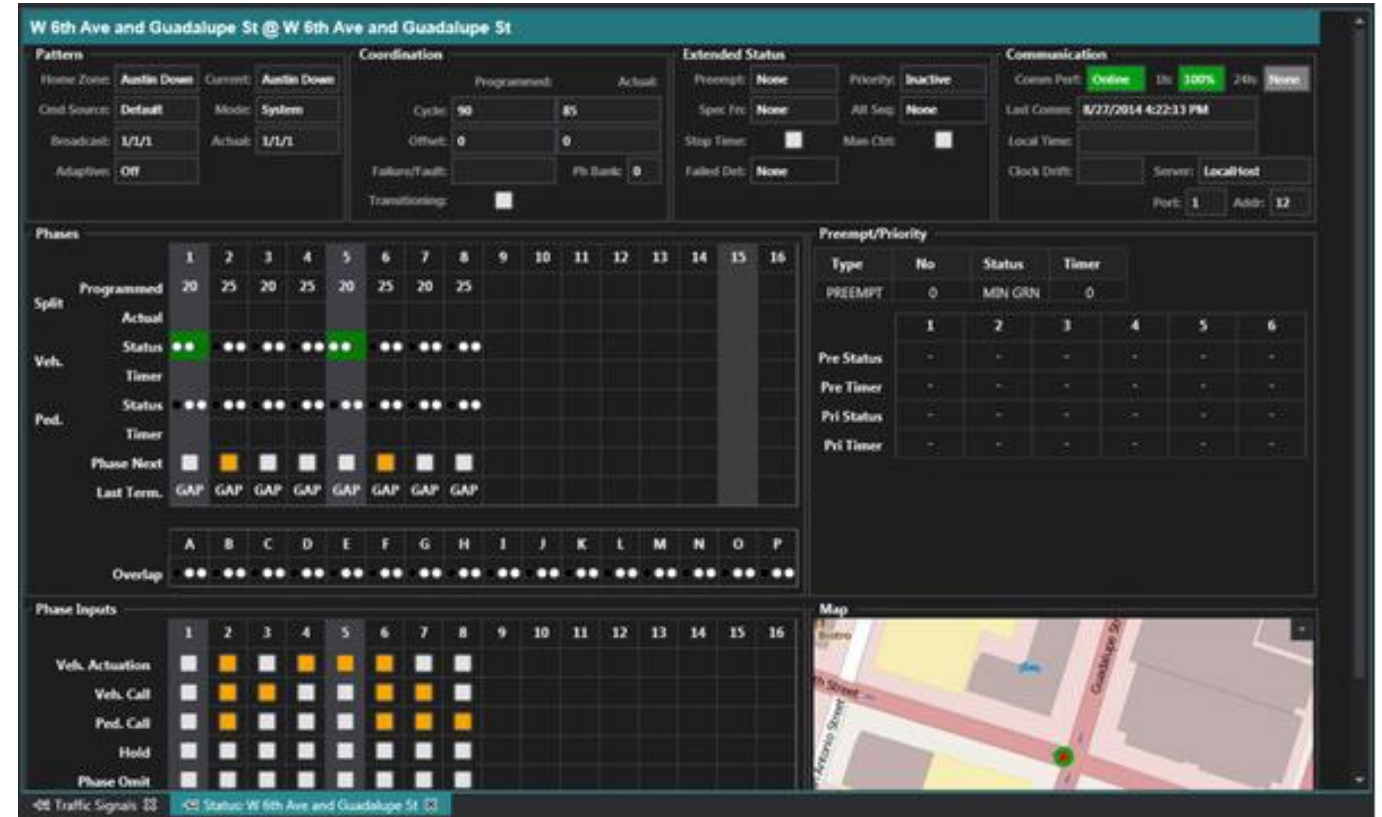 W 6th Ave and Guadalupe St @ W 6th Ave and Guadalupe St
Pattern Coordination Extended Status Communication
Home Zone: Austin Down Current: Austin Down Programmed: Actual: Preempt: None Priority: Inactive Comm Port: Online 1h: 100% 24h: None
Cmd Source: Default Mode: System Cycle: 90 85 Spec Fn: None Alt Seq: None Last Comm: 8/27/2014 4:22:13 PM
Broadcast: 1/1/1 Actual: 1/1/1 Offset: 0 0 Stop Time: Man Ctrl: Local Time:
Adaptive: Off Failure/Fault: Ph Bank: 0 Failed Det: None Clock Drift: Server: LocalHost
Transitioning: Port: 1 Addr: 12
Phases Preempt/Priority
1 2 3 4 5 6 7 8 9 10 11 12 13 14 15 16
Type No Status Timer
Split Programmed 20 25 20 25 20 25 20 25
PREEMPT 0 MIN GRN 0
Actual
1 2 3 4 5 6
Veh. Status
Timer
Ped. Status
Timer
Pre Status - - - - - -
Pre Timer - - - - - -
Pri Status - - - - - -
Pri Timer - - - - - -
Phase Next
Last Term. GAP GAP GAP GAP GAP GAP GAP GAP
A B C D E F G H I J K L M N O P
Overlap
Phase Inputs Map
1 2 3 4 5 6 7 8 9 10 11 12 13 14 15 16
Veh. Actuation
Veh. Call
Ped. Call
Hold
Phase Omit
Bistro
Guadalupe St
Street
Antonio Street
Traffic Signals Status: W 6th Ave and Guadalupe St